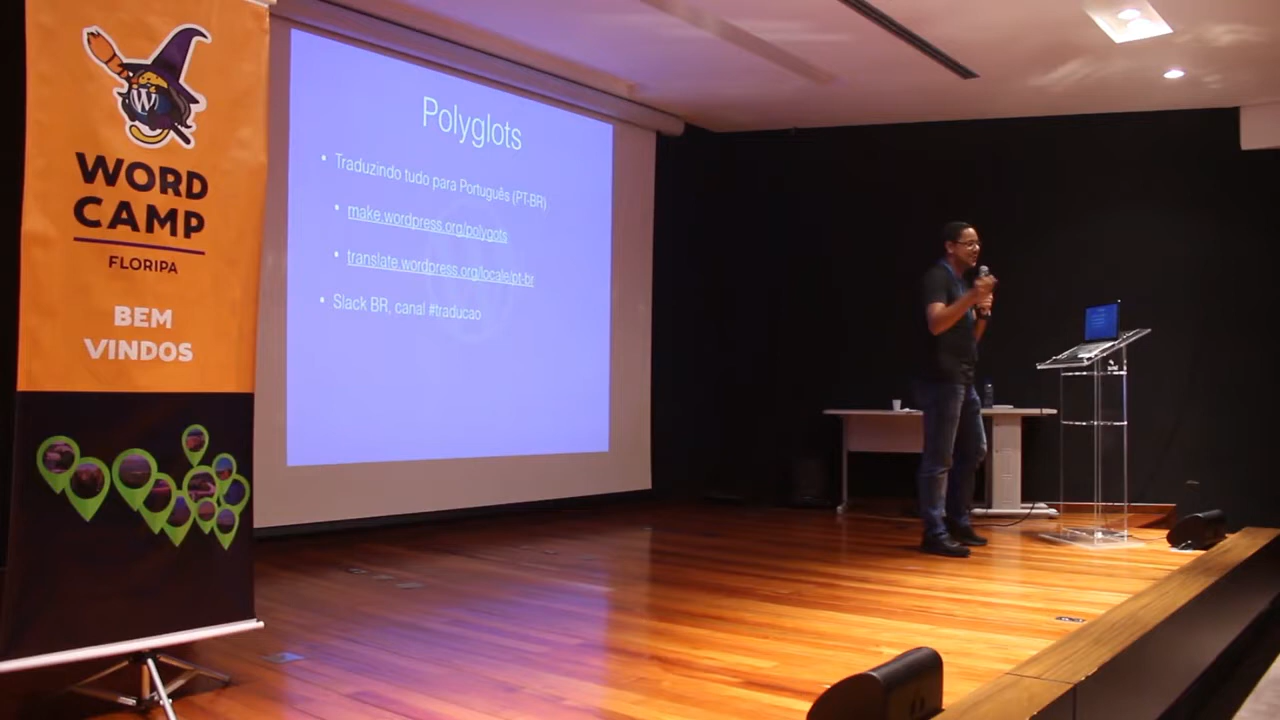 WORD
CAMP
FLORIPA
BEM
VINDOS
Polyglots
Traduzindo tudo para Português (PT-BR)
make.wordpress.org/polygots
translate.wordpress.org/locale/pt-br
Slack BR, canal #traducao